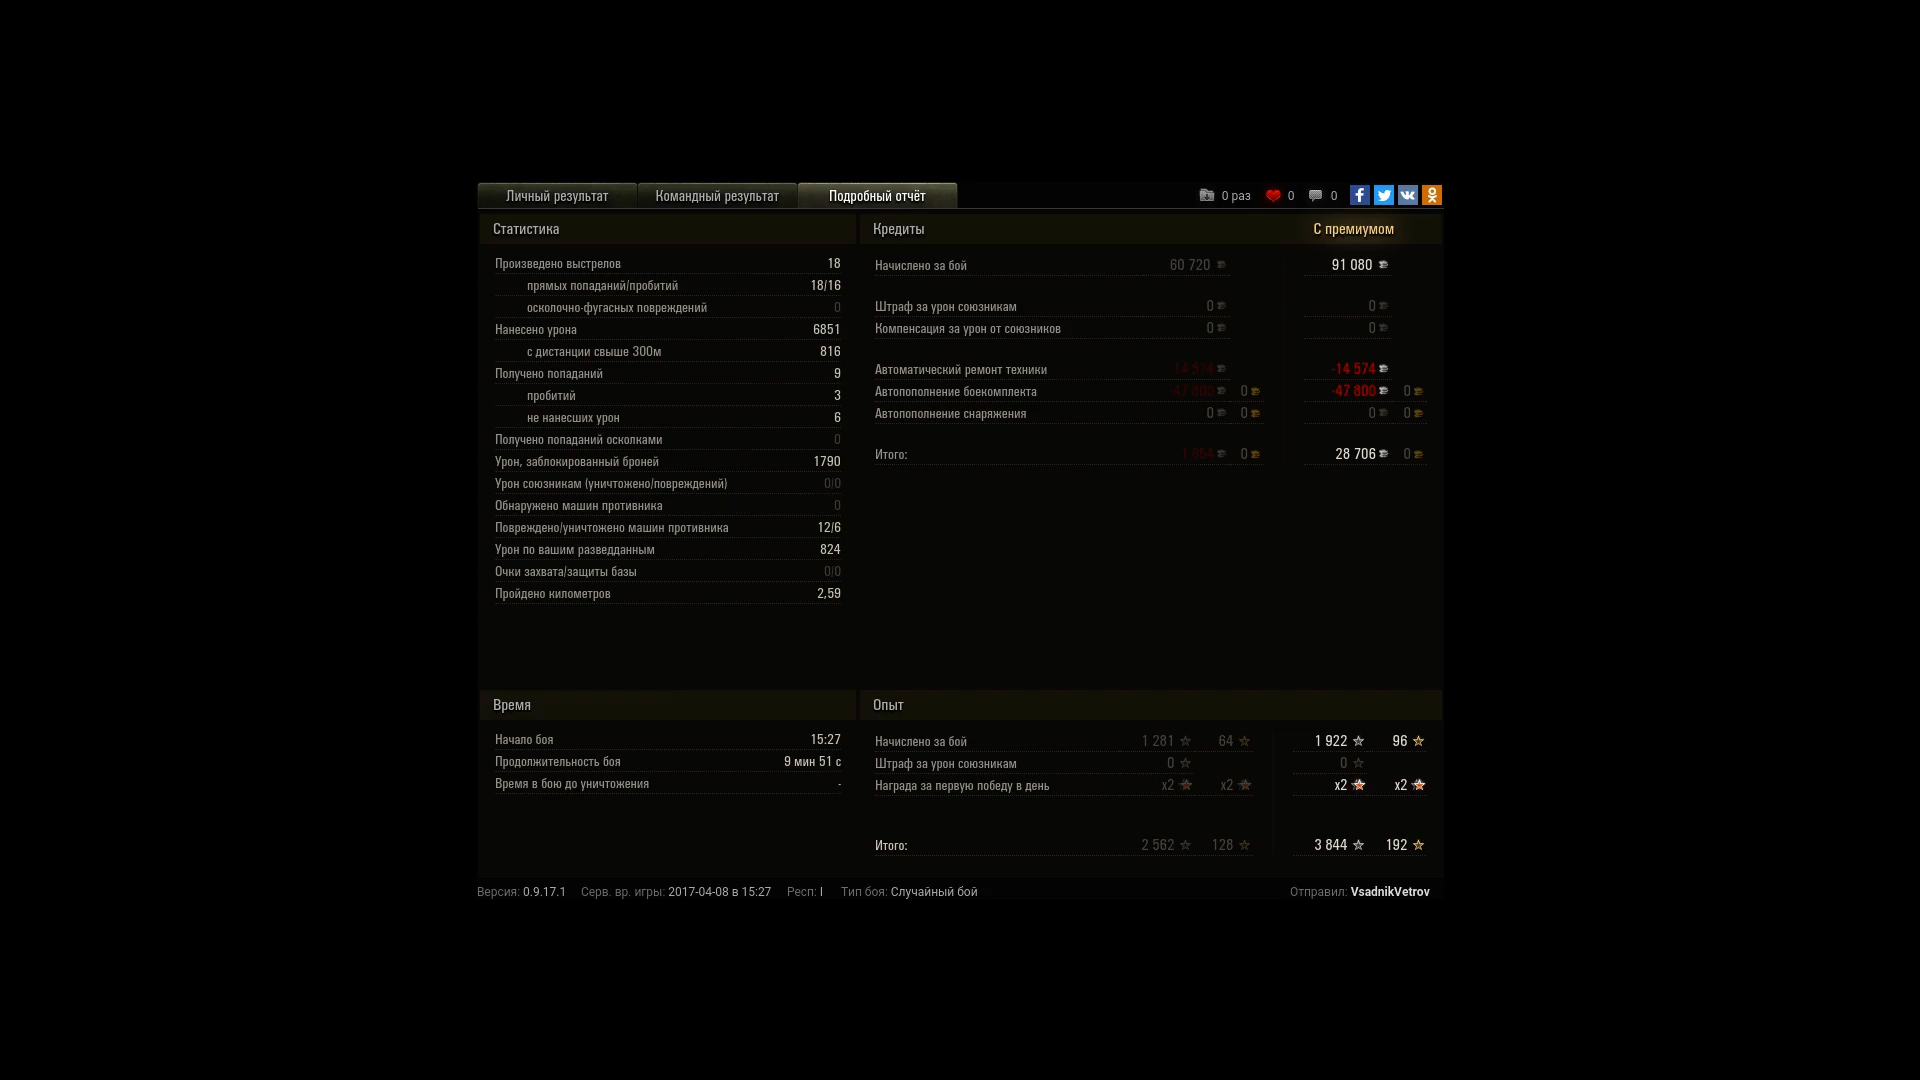 Личный результат Командный результат Подробный отчёт 0 раз 0 0
Статистика
Произведено выстрелов 18
прямых попаданий/пробитий 18/16
осколочно-фугасных повреждений 0
Нанесено урона 6851
с дистанции свыше 300м 816
Получено попаданий 9
пробитий 3
не нанесших урон 6
Получено попаданий осколками 0
Урон, заблокированный броней 1790
Урон союзникам (уничтожено/повреждений) 0/0
Обнаружено машин противника 0
Повреждено/уничтожено машин противника 12/6
Урон по вашим разведданным 824
Очки захвата/защиты базы 0/0
Пройдено километров 2,59
Кредиты С премиумом
Начислено за бой 60 720 91 080
Штраф за урон союзникам 0 0
Компенсация за урон от союзников 0 0
Автоматический ремонт техники -14 574 -14 574
Автопополнение боекомплекта -47 800 0 -47 800 0
Автопополнение снаряжения 0 0 0 0
Итого: -1 654 0 28 706 0
Время
Начало боя 15:27
Продолжительность боя 9 мин 51 с
Время в бою до уничтожения -
Опыт
Начислено за бой 1 281 64 1 922 96
Штраф за урон союзникам 0 0
Награда за первую победу в день x2 x2 x2 x2
Итого: 2 562 128 3 844 192
Версия: 0.9.17.1 Серв. вр. игры: 2017-04-08 в 15:27 Респ: I Тип боя: Случайный бой Отправил: VsadnikVetrov